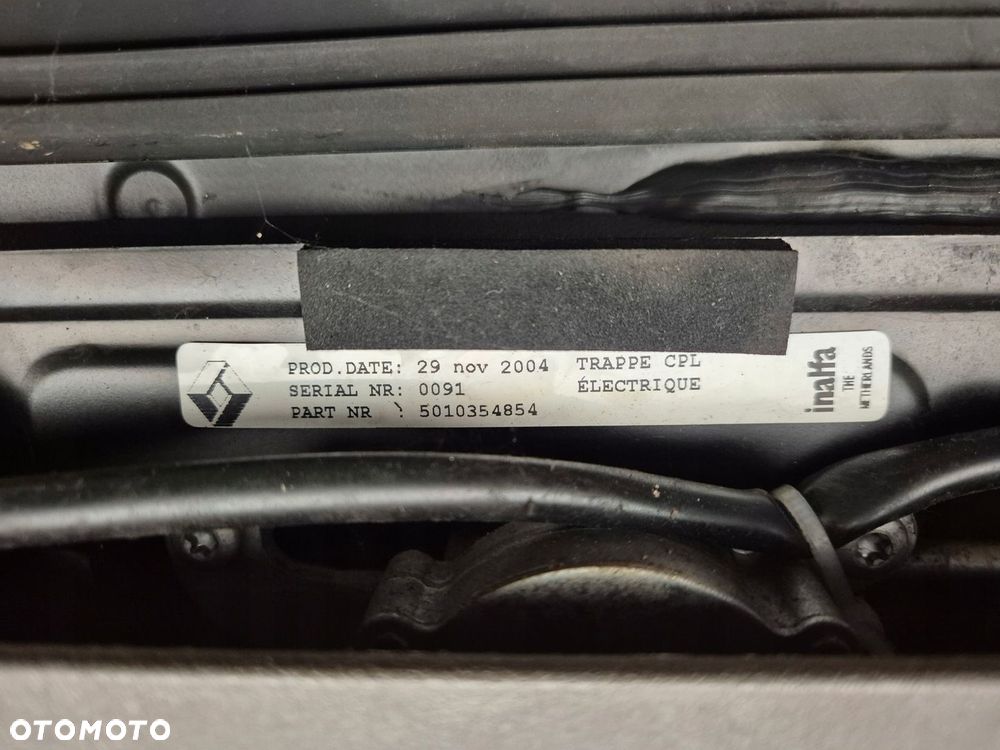 PROD.DATE: 29 nov 2004 TRAPPE CPL
SERIAL NR: 0091 ÉLECTRIQUE
PART NR : 5010354854
inalfa
THE
NETHERLANDS
OTOMOTO